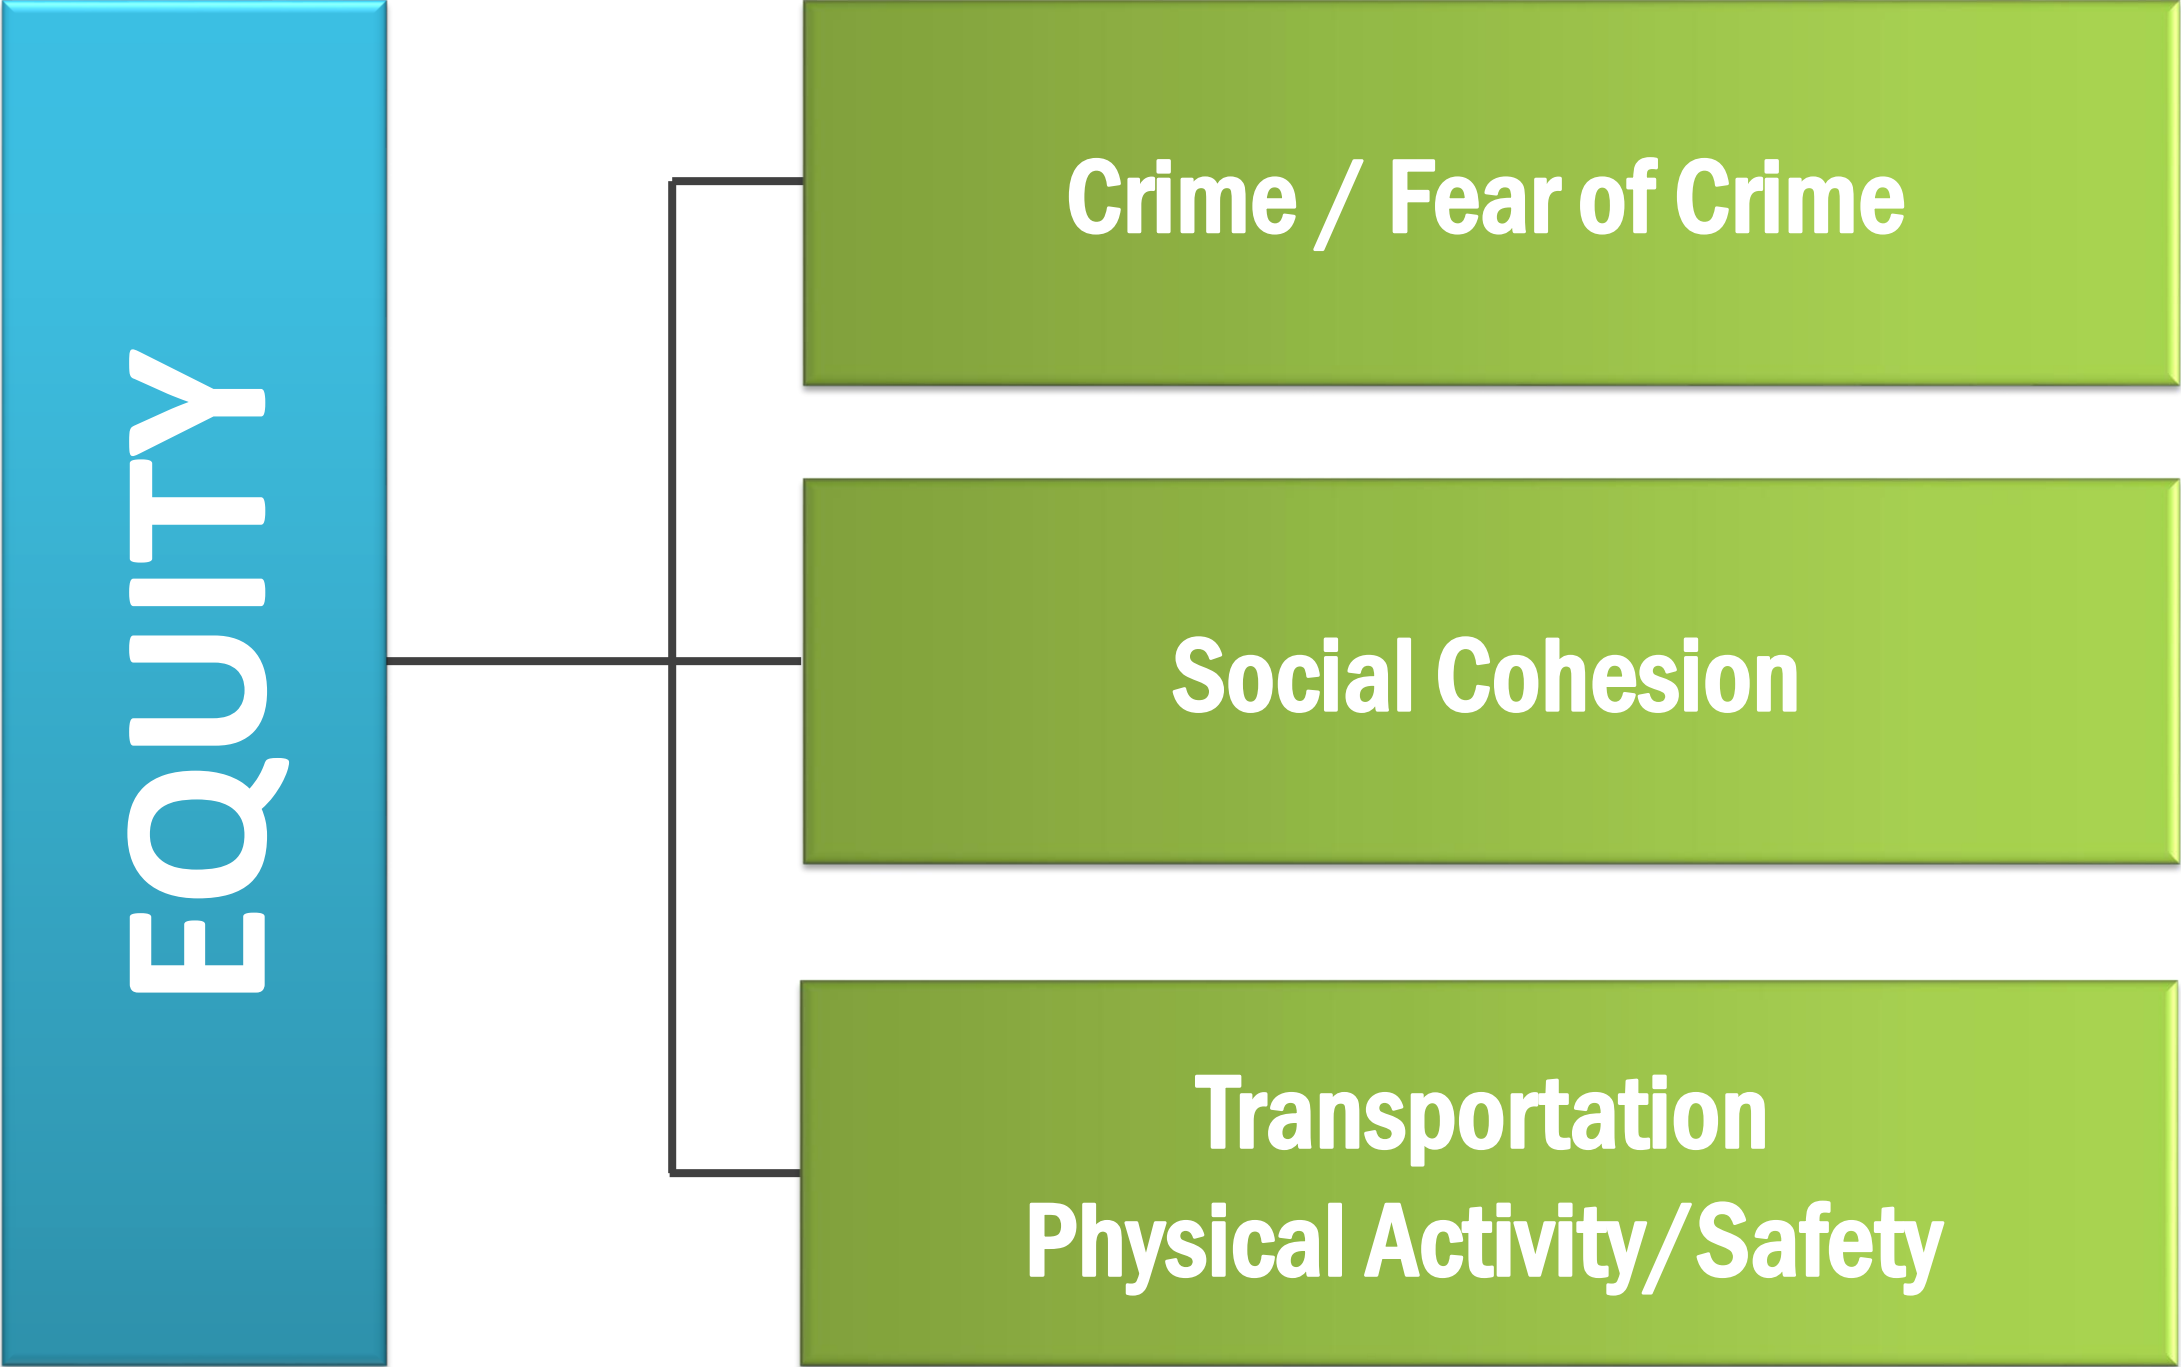 EQUITY
Crime / Fear of Crime
Social Cohesion
Transportation
Physical Activity/Safety